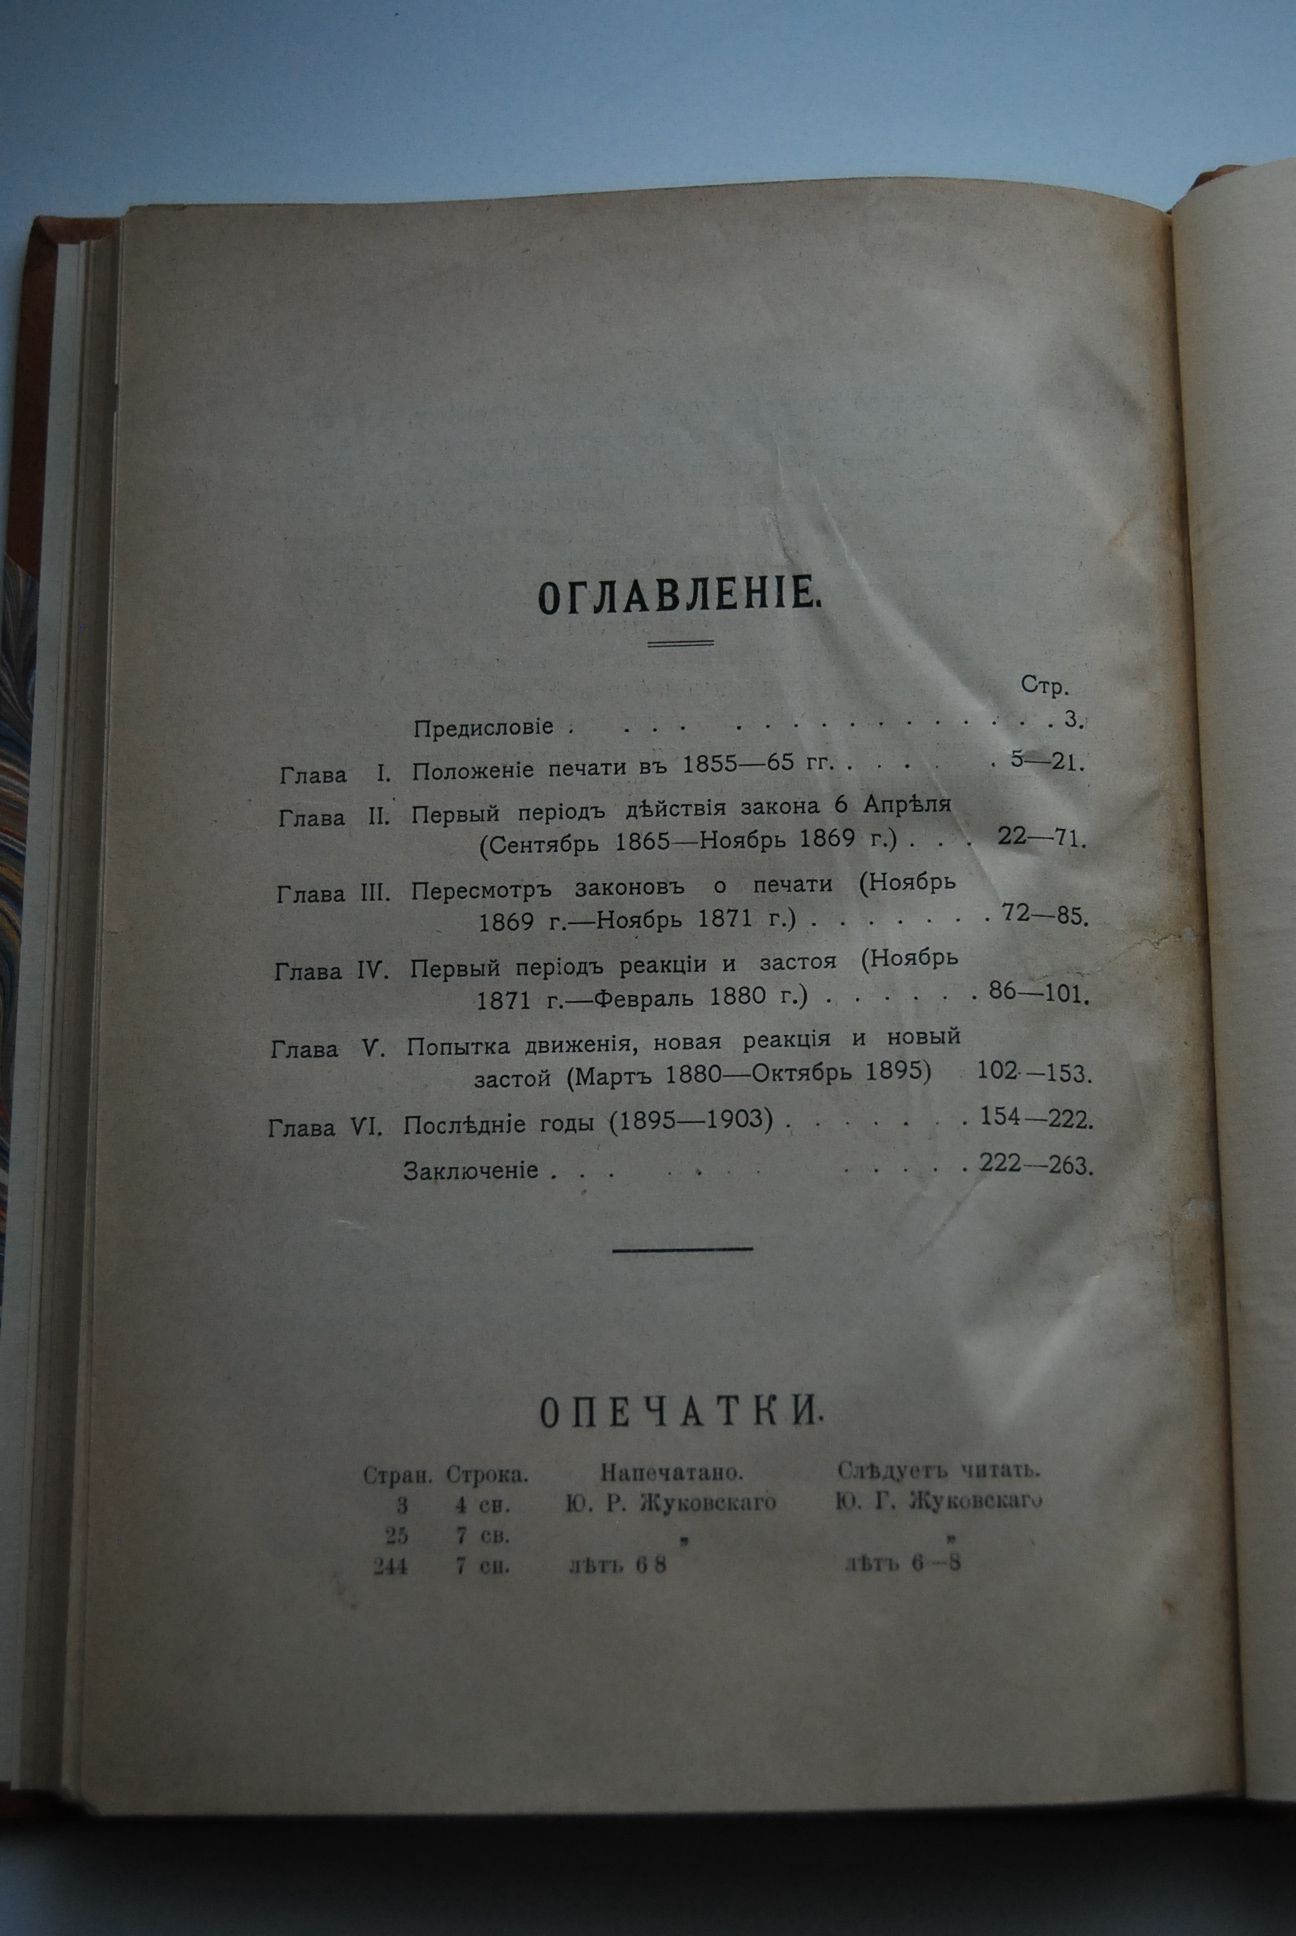 ОГЛАВЛЕНІЕ.
Стр.
Предисловіе . . . . . . . . . . . . . . . . 3.
Глава I. Положеніе печати въ 1855—65 гг. . . . . . 5—21.
Глава II. Первый періодъ дѣйствія закона 6 Апрѣля
(Сентябрь 1865—Ноябрь 1869 г.) . . . 22—71.
Глава III. Пересмотръ законовъ о печати (Ноябрь
1869 г.—Ноябрь 1871 г.) . . . . . . . 72—85.
Глава IV. Первый періодъ реакціи и застоя (Ноябрь
1871 г.—Февраль 1880 г.) . . . . . . 86—101.
Глава V. Попытка движенія, новая реакція и новый
застой (Мартъ 1880—Октябрь 1895) 102—153.
Глава VI. Послѣдніе годы (1895—1903) . . . . . . . 154—222.
Заключеніе . . . . . . . . . . . . 222—263.
ОПЕЧАТКИ.
Стран. Строка. Напечатано. Слѣдуетъ читать.
3 4 сн. Ю. Р. Жуковскаго Ю. Г. Жуковскаго
25 7 св. „ „
244 7 сн. лѣтъ 6 8 лѣтъ 6—8